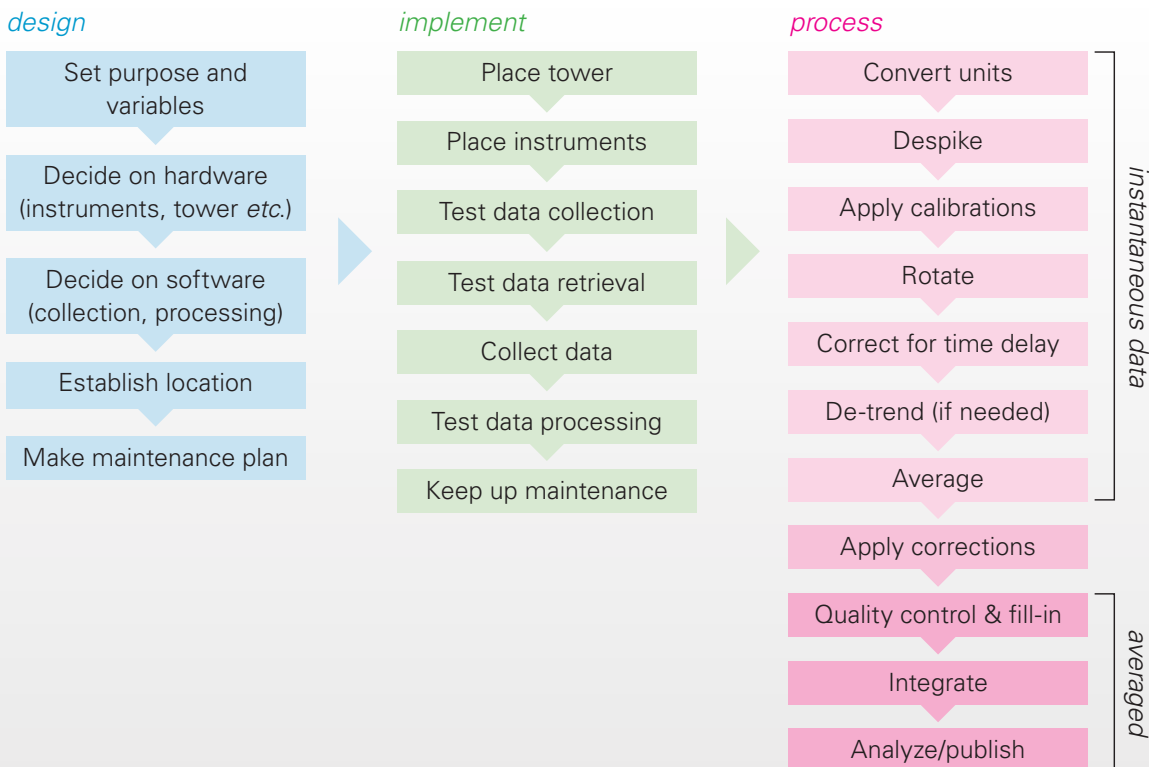 design
Set purpose and
variables
Decide on hardware
(instruments, tower etc.)
Decide on software
(collection, processing)
Establish location
Make maintenance plan
implement
Place tower
Place instruments
Test data collection
Test data retrieval
Collect data
Test data processing
Keep up maintenance
process
Convert units
Despike
Apply calibrations
Rotate
Correct for time delay
De-trend (if needed)
Average
Apply corrections
Quality control & fill-in
Integrate
Analyze/publish
instantaneous data
averaged